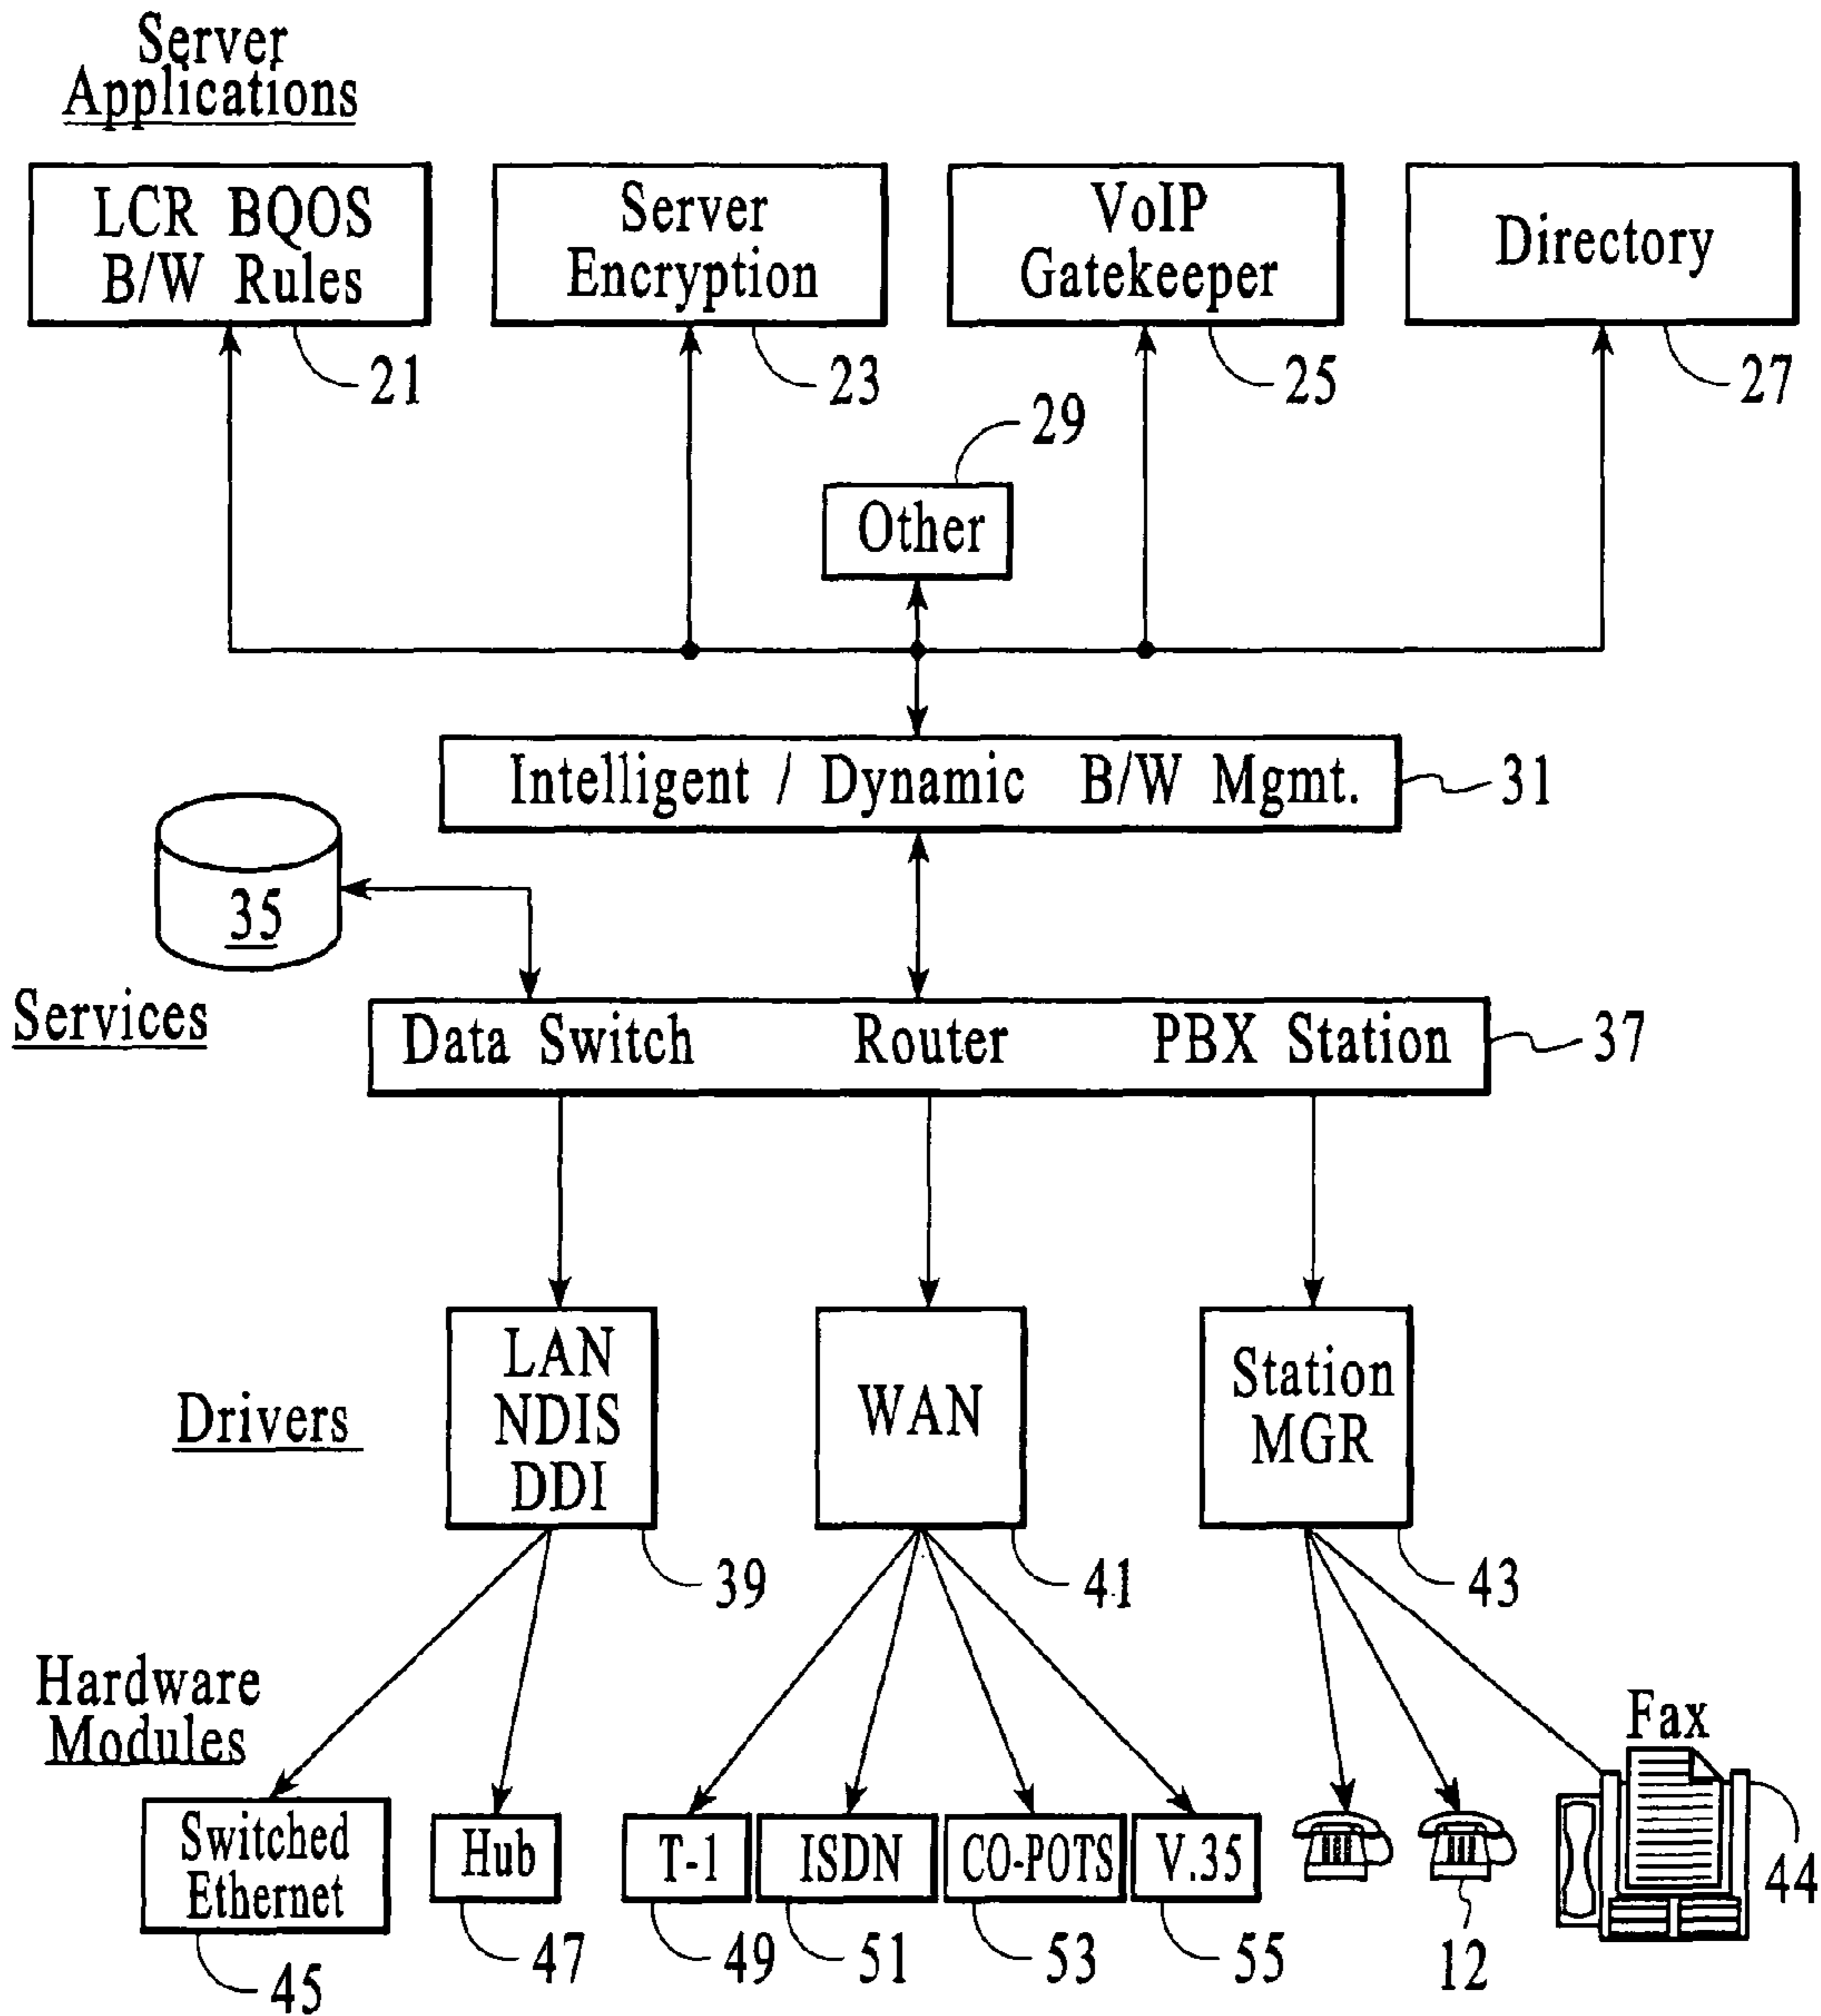 Server
Applications
LCR BQOS
B/W Rules
Server
Encryption
VoIP
Gatekeeper
Directory
21
23
25
27
29
Other
Intelligent / Dynamic B/W Mgmt.
31
35
Services
Data Switch Router PBX Station
37
Drivers
LAN
NDIS
DDI
WAN
Station
MGR
39
41
43
Hardware
Modules
Fax
Switched
Ethernet
Hub
T-1
ISDN
CO-POTS
V.35
44
45
47
49
51
53
55
12